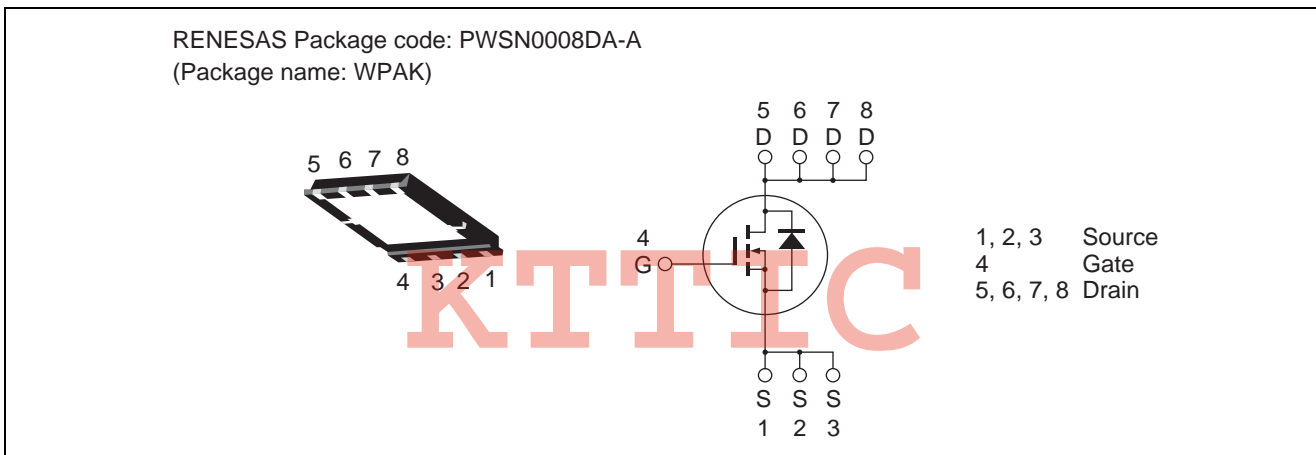 RENESAS Package code: PWSN0008DA-A
(Package name: WPAK)
5 6 7 8
4 3 2 1
5 6 7 8
D D D D
4
G
S S S
1 2 3
1, 2, 3 Source
4 Gate
5, 6, 7, 8 Drain
KTTIC